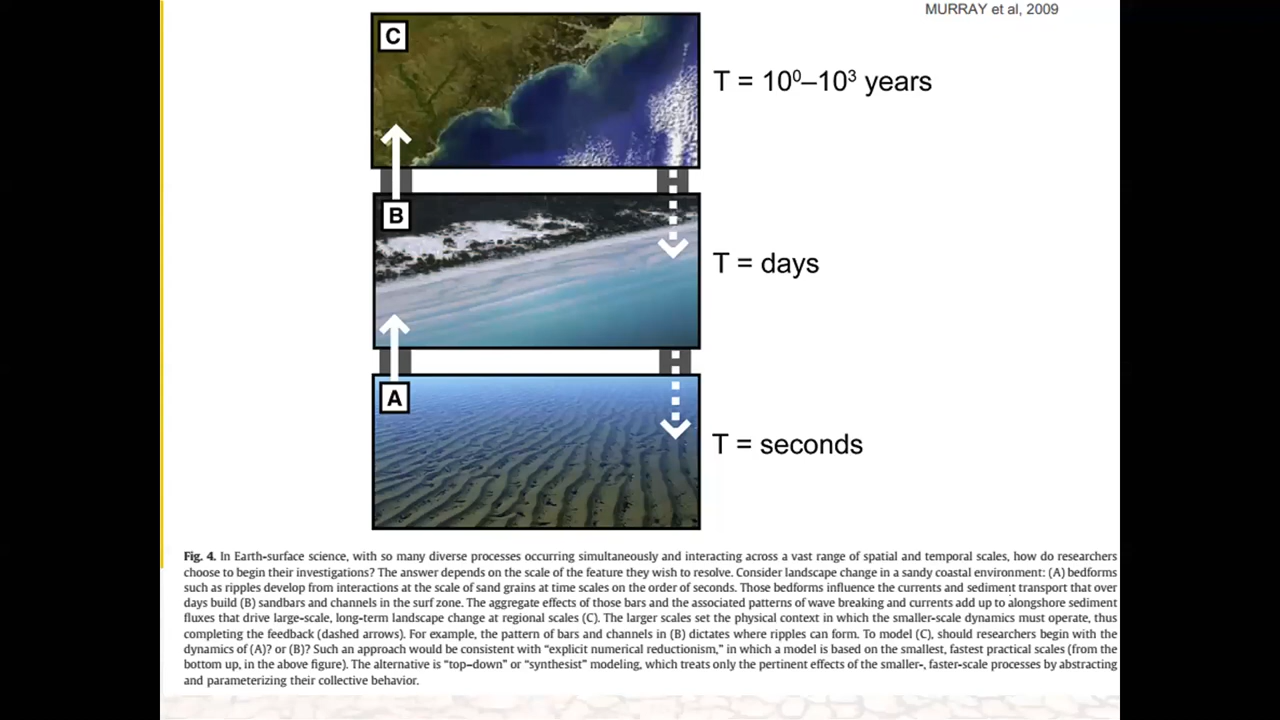 MURRAY et al, 2009
C
T = 10⁰–10³ years
B
T = days
A
T = seconds
Fig. 4. In Earth-surface science, with so many diverse processes occurring simultaneously and interacting across a vast range of spatial and temporal scales, how do researchers
choose to begin their investigations? The answer depends on the scale of the feature they wish to resolve. Consider landscape change in a sandy coastal environment: (A) bedforms
such as ripples develop from interactions at the scale of sand grains at time scales on the order of seconds. Those bedforms influence the currents and sediment transport that over
days build (B) sandbars and channels in the surf zone. The aggregate effects of those bars and the associated patterns of wave breaking and currents add up to alongshore sediment
fluxes that drive large-scale, long-term landscape change at regional scales (C). The larger scales set the physical context in which the smaller-scale dynamics must operate, thus
completing the feedback (dashed arrows). For example, the pattern of bars and channels in (B) dictates where ripples can form. To model (C), should researchers begin with the
dynamics of (A)? or (B)? Such an approach would be consistent with “explicit numerical reductionism,” in which a model is based on the smallest, fastest practical scales (from the
bottom up, in the above figure). The alternative is “top–down” or “synthesist” modeling, which treats only the pertinent effects of the smaller-, faster-scale processes by abstracting
and parameterizing their collective behavior.